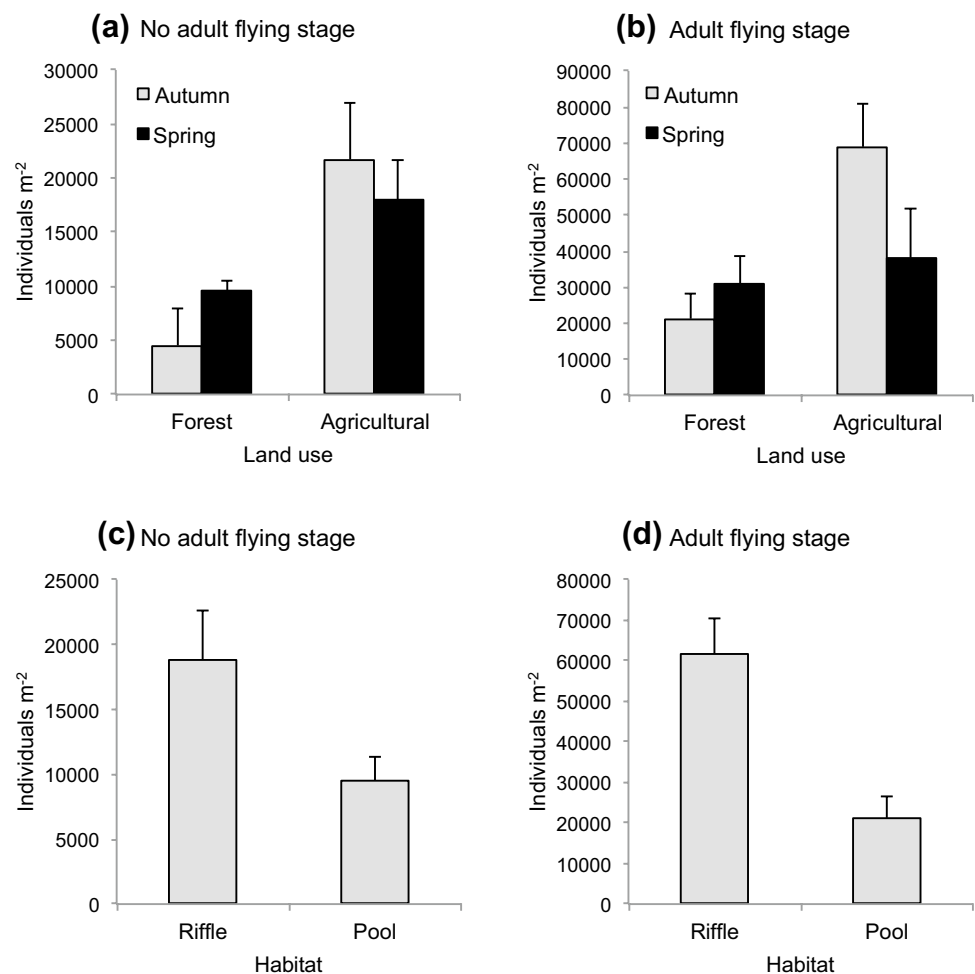 (a) No adult flying stage
30000
25000
20000
15000
10000
5000
0
Individuals m-2
Autumn
Spring
Forest
Agricultural
Land use
(b) Adult flying stage
90000
80000
70000
60000
50000
40000
30000
20000
10000
0
Individuals m-2
Autumn
Spring
Forest
Agricultural
Land use
(c) No adult flying stage
25000
20000
15000
10000
5000
0
Individuals m-2
Riffle
Pool
Habitat
(d) Adult flying stage
80000
70000
60000
50000
40000
30000
20000
10000
0
Individuals m-2
Riffle
Pool
Habitat